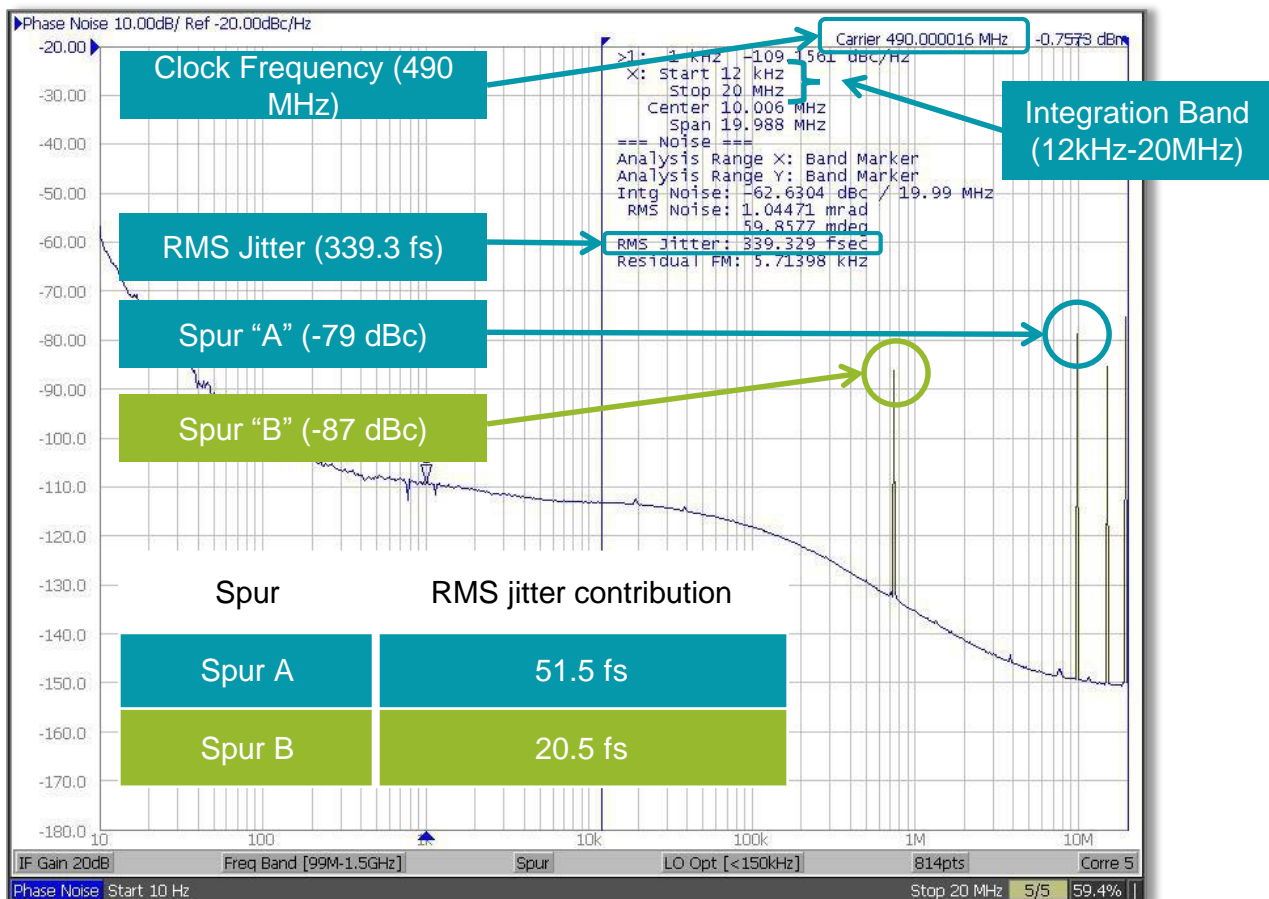 Phase Noise 10.00dB/ Ref -20.00dBc/Hz
Carrier 490.000016 MHz -0.7573 dBm
-20.00
-30.00
-40.00
-50.00
-60.00
-70.00
-80.00
-90.00
-100.0
-110.0
-120.0
-130.0
-140.0
-150.0
-160.0
-170.0
-180.0
Clock Frequency (490
MHz)
>1: 1 kHz -109.1561 dBc/Hz
X: Start 12 kHz
Stop 20 MHz
Center 10.006 MHz
Span 19.988 MHz
=== Noise ===
Analysis Range X: Band Marker
Analysis Range Y: Band Marker
Intg Noise: -62.6304 dBc / 19.99 MHz
RMS Noise: 1.04471 mrad
59.8577 mdeg
RMS Jitter: 339.329 fsec
Residual FM: 5.71398 kHz
Integration Band
(12kHz-20MHz)
RMS Jitter (339.3 fs)
Spur “A” (-79 dBc)
Spur “B” (-87 dBc)
Spur RMS jitter contribution
Spur A 51.5 fs
Spur B 20.5 fs
10 100 1k 10k 100k 1M 10M
IF Gain 20dB Freq Band [99M-1.5GHz] Spur LO Opt [<150kHz] 814pts Corre 5
Phase Noise Start 10 Hz Stop 20 MHz 5/5 59.4%